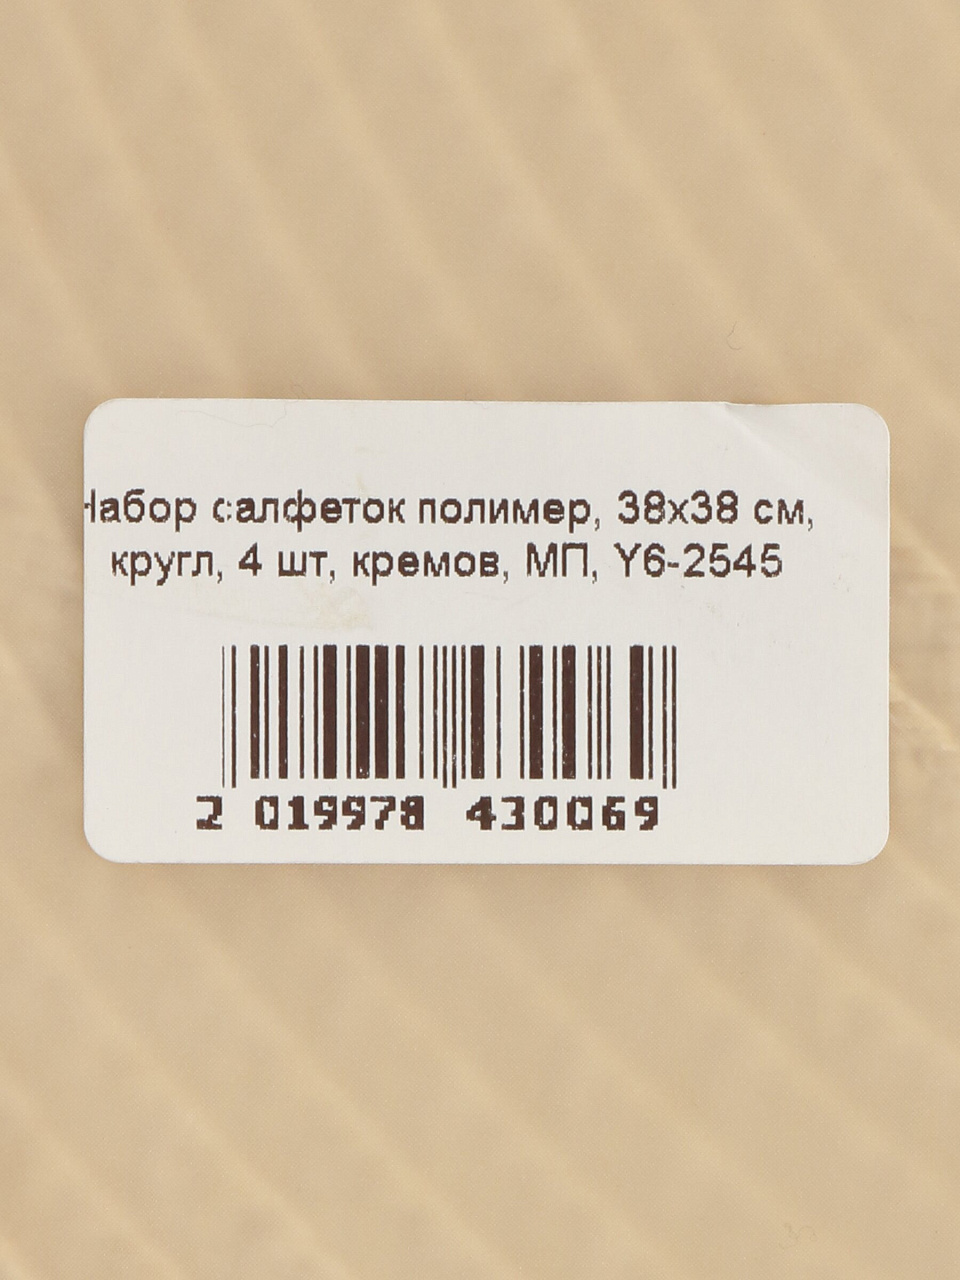 Набор салфеток полимер, 38х38 см,
кругл, 4 шт, кремов, МП, Y6-2545
2 019978 430069